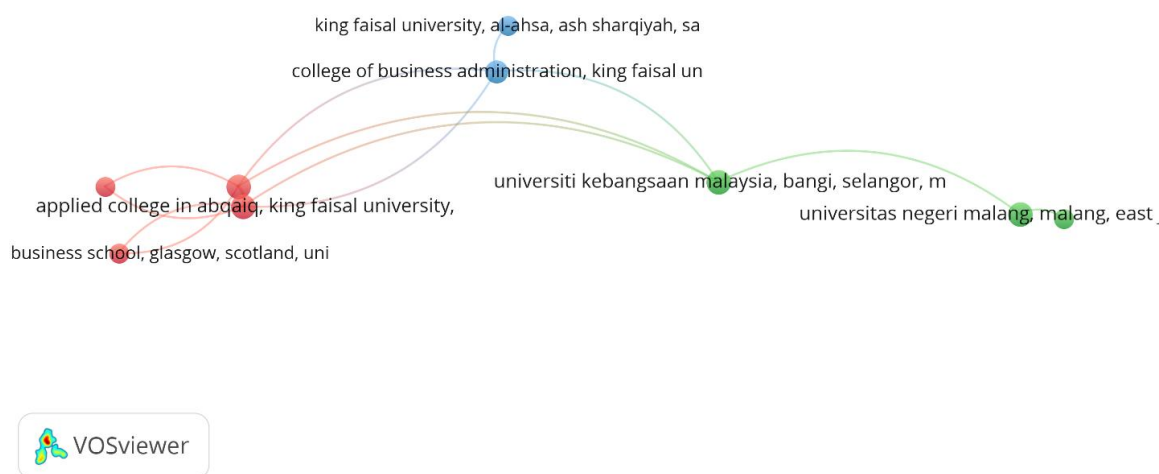 king faisal university, al-ahsa, ash sharqiyah, sa
college of business administration, king faisal un
universiti kebangsaan malaysia, bangi, selangor, m
applied college in abqaiq, king faisal university,
universitas negeri malang, malang, east
business school, glasgow, scotland, uni
VOSviewer